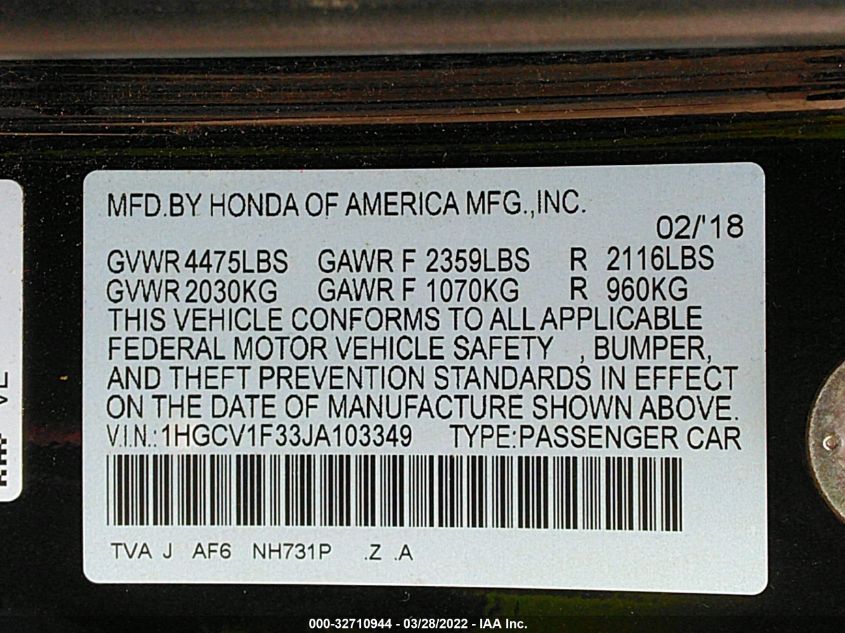 MFD.BY HONDA OF AMERICA MFG.,INC.
02/'18
GVWR 4475LBS GAWR F 2359LBS R 2116LBS
GVWR 2030KG GAWR F 1070KG R 960KG
THIS VEHICLE CONFORMS TO ALL APPLICABLE
FEDERAL MOTOR VEHICLE SAFETY , BUMPER,
AND THEFT PREVENTION STANDARDS IN EFFECT
ON THE DATE OF MANUFACTURE SHOWN ABOVE.
V.I.N.:1HGCV1F33JA103349 TYPE:PASSENGER CAR
TVA J AF6 NH731P .Z .A
000-32710944 — 03/28/2022 - IAA Inc.